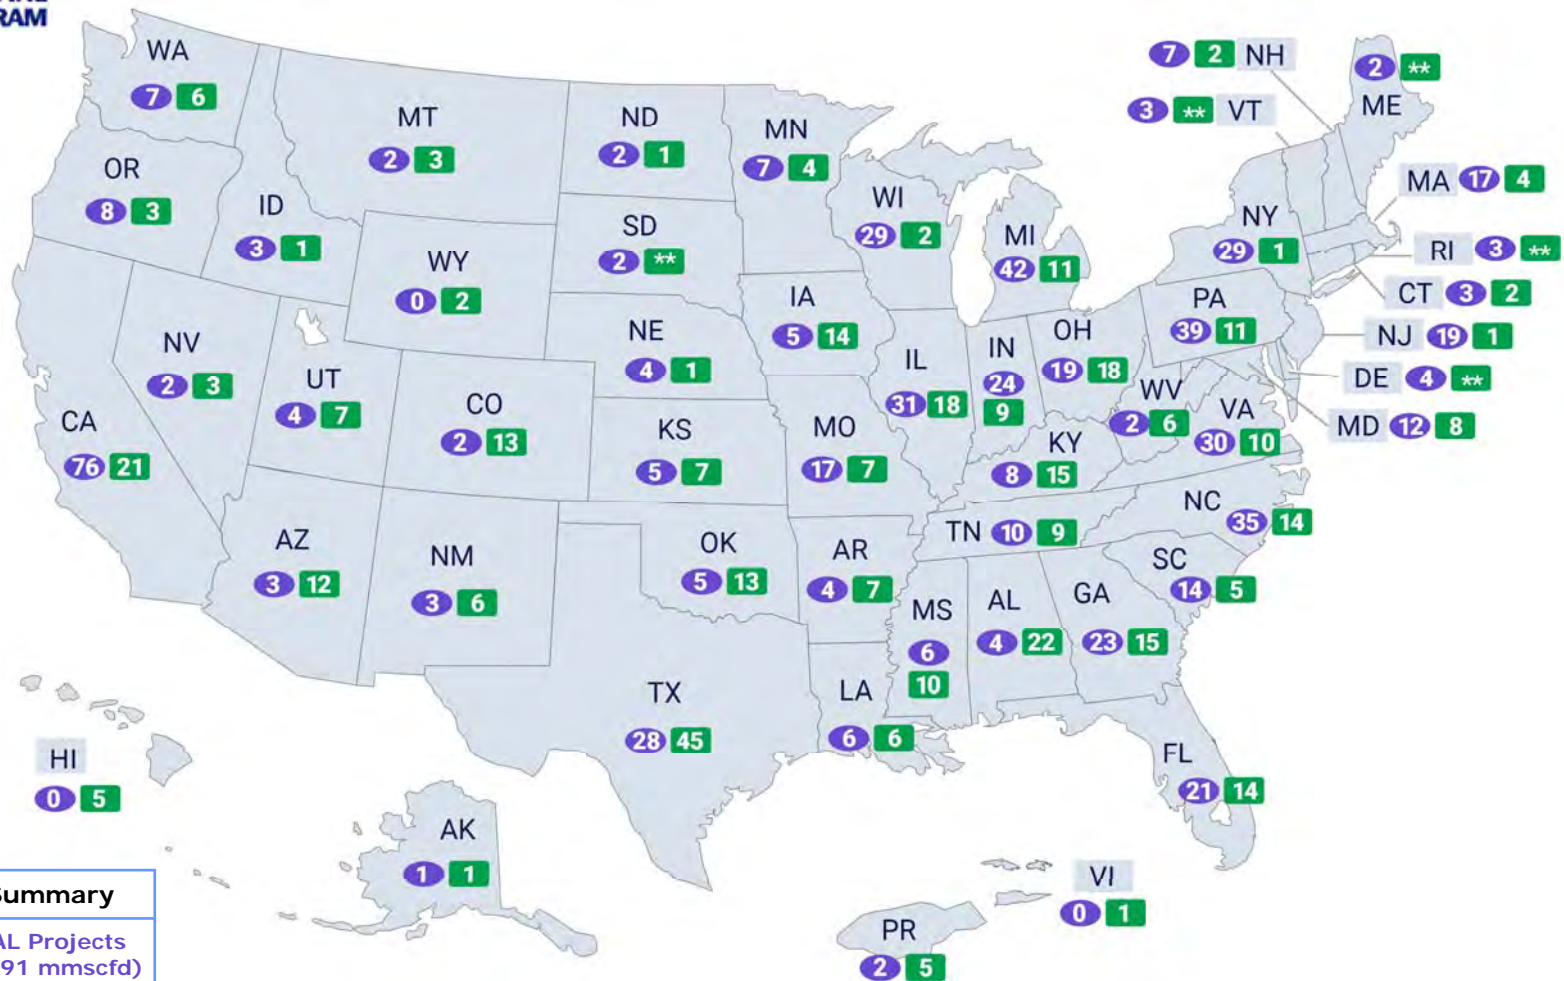 RAM
WA
7 6
OR
8 3
CA
76 21
NV
2 3
ID
3 1
MT
2 3
WY
0 2
UT
4 7
CO
2 13
AZ
3 12
NM
3 6
ND
2 1
SD
2 **
NE
4 1
KS
5 7
OK
5 13
TX
28 45
MN
7 4
IA
5 14
MO
17 7
AR
4 7
LA
6 6
WI
29 2
IL
31 18
MI
42 11
IN
24
9
OH
19 18
KY
8 15
TN 10 9
MS
6
10
AL
4 22
GA
23 15
FL
21 14
SC
14 5
NC
35 14
VA
30 10
WV
2 6
PA
39 11
NY
29 1
7 2 NH
3 ** VT
2 **
ME
MA 17 4
RI 3 **
CT 3 2
NJ 19 1
DE 4 **
MD 12 8
HI
0 5
AK
1 1
PR
2 5
VI
0 1
Summary
AL Projects
91 mmscfd)